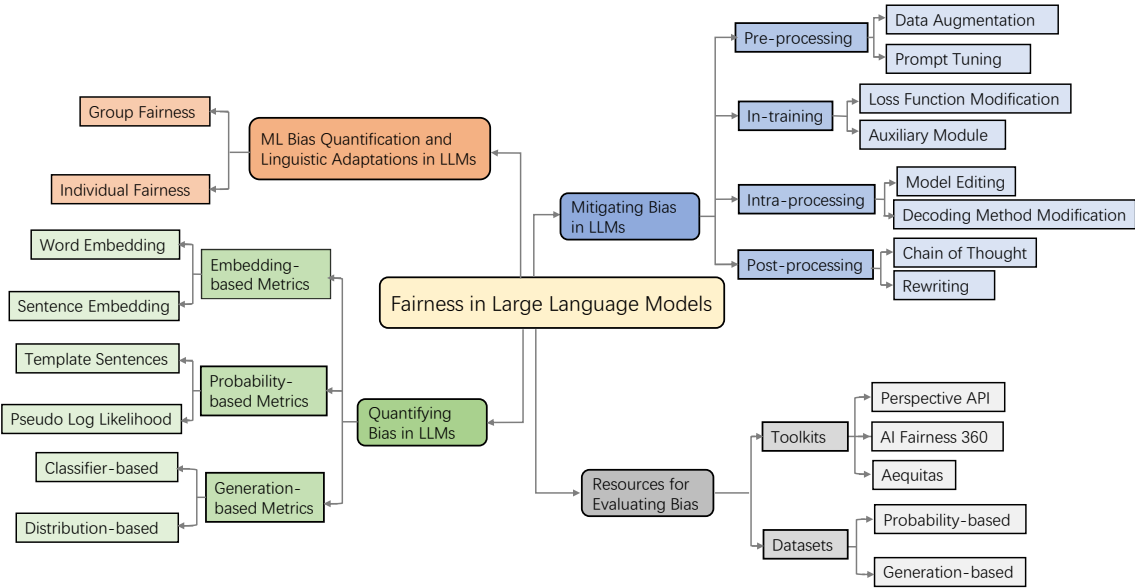 Fairness in Large Language Models
ML Bias Quantification and
Linguistic Adaptations in LLMs
Group Fairness
Individual Fairness
Quantifying
Bias in LLMs
Embedding-
based Metrics
Word Embedding
Sentence Embedding
Probability-
based Metrics
Template Sentences
Pseudo Log Likelihood
Generation-
based Metrics
Classifier-based
Distribution-based
Mitigating Bias
in LLMs
Pre-processing
Data Augmentation
Prompt Tuning
In-training
Loss Function Modification
Auxiliary Module
Intra-processing
Model Editing
Decoding Method Modification
Post-processing
Chain of Thought
Rewriting
Resources for
Evaluating Bias
Toolkits
Perspective API
AI Fairness 360
Aequitas
Datasets
Probability-based
Generation-based